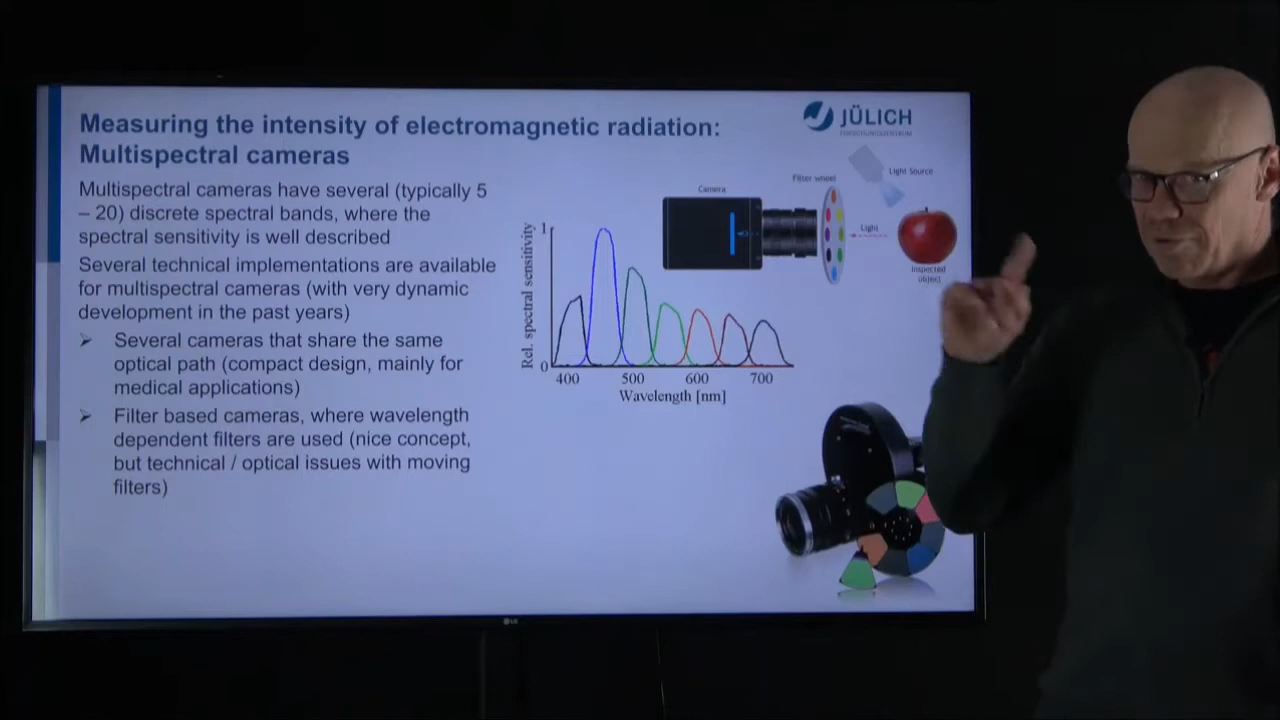 Measuring the intensity of electromagnetic radiation:
Multispectral cameras
JÜLICH
FORSCHUNGSZENTRUM
Multispectral cameras have several (typically 5
– 20) discrete spectral bands, where the
spectral sensitivity is well described
Several technical implementations are available
for multispectral cameras (with very dynamic
development in the past years)
➢ Several cameras that share the same
optical path (compact design, mainly for
medical applications)
➢ Filter based cameras, where wavelength
dependent filters are used (nice concept,
but technical / optical issues with moving
filters)
Camera
Filter wheel
Light Source
Light
Inspected
object
Rel. spectral sensitivity
1
0
400 500 600 700
Wavelength [nm]
LG